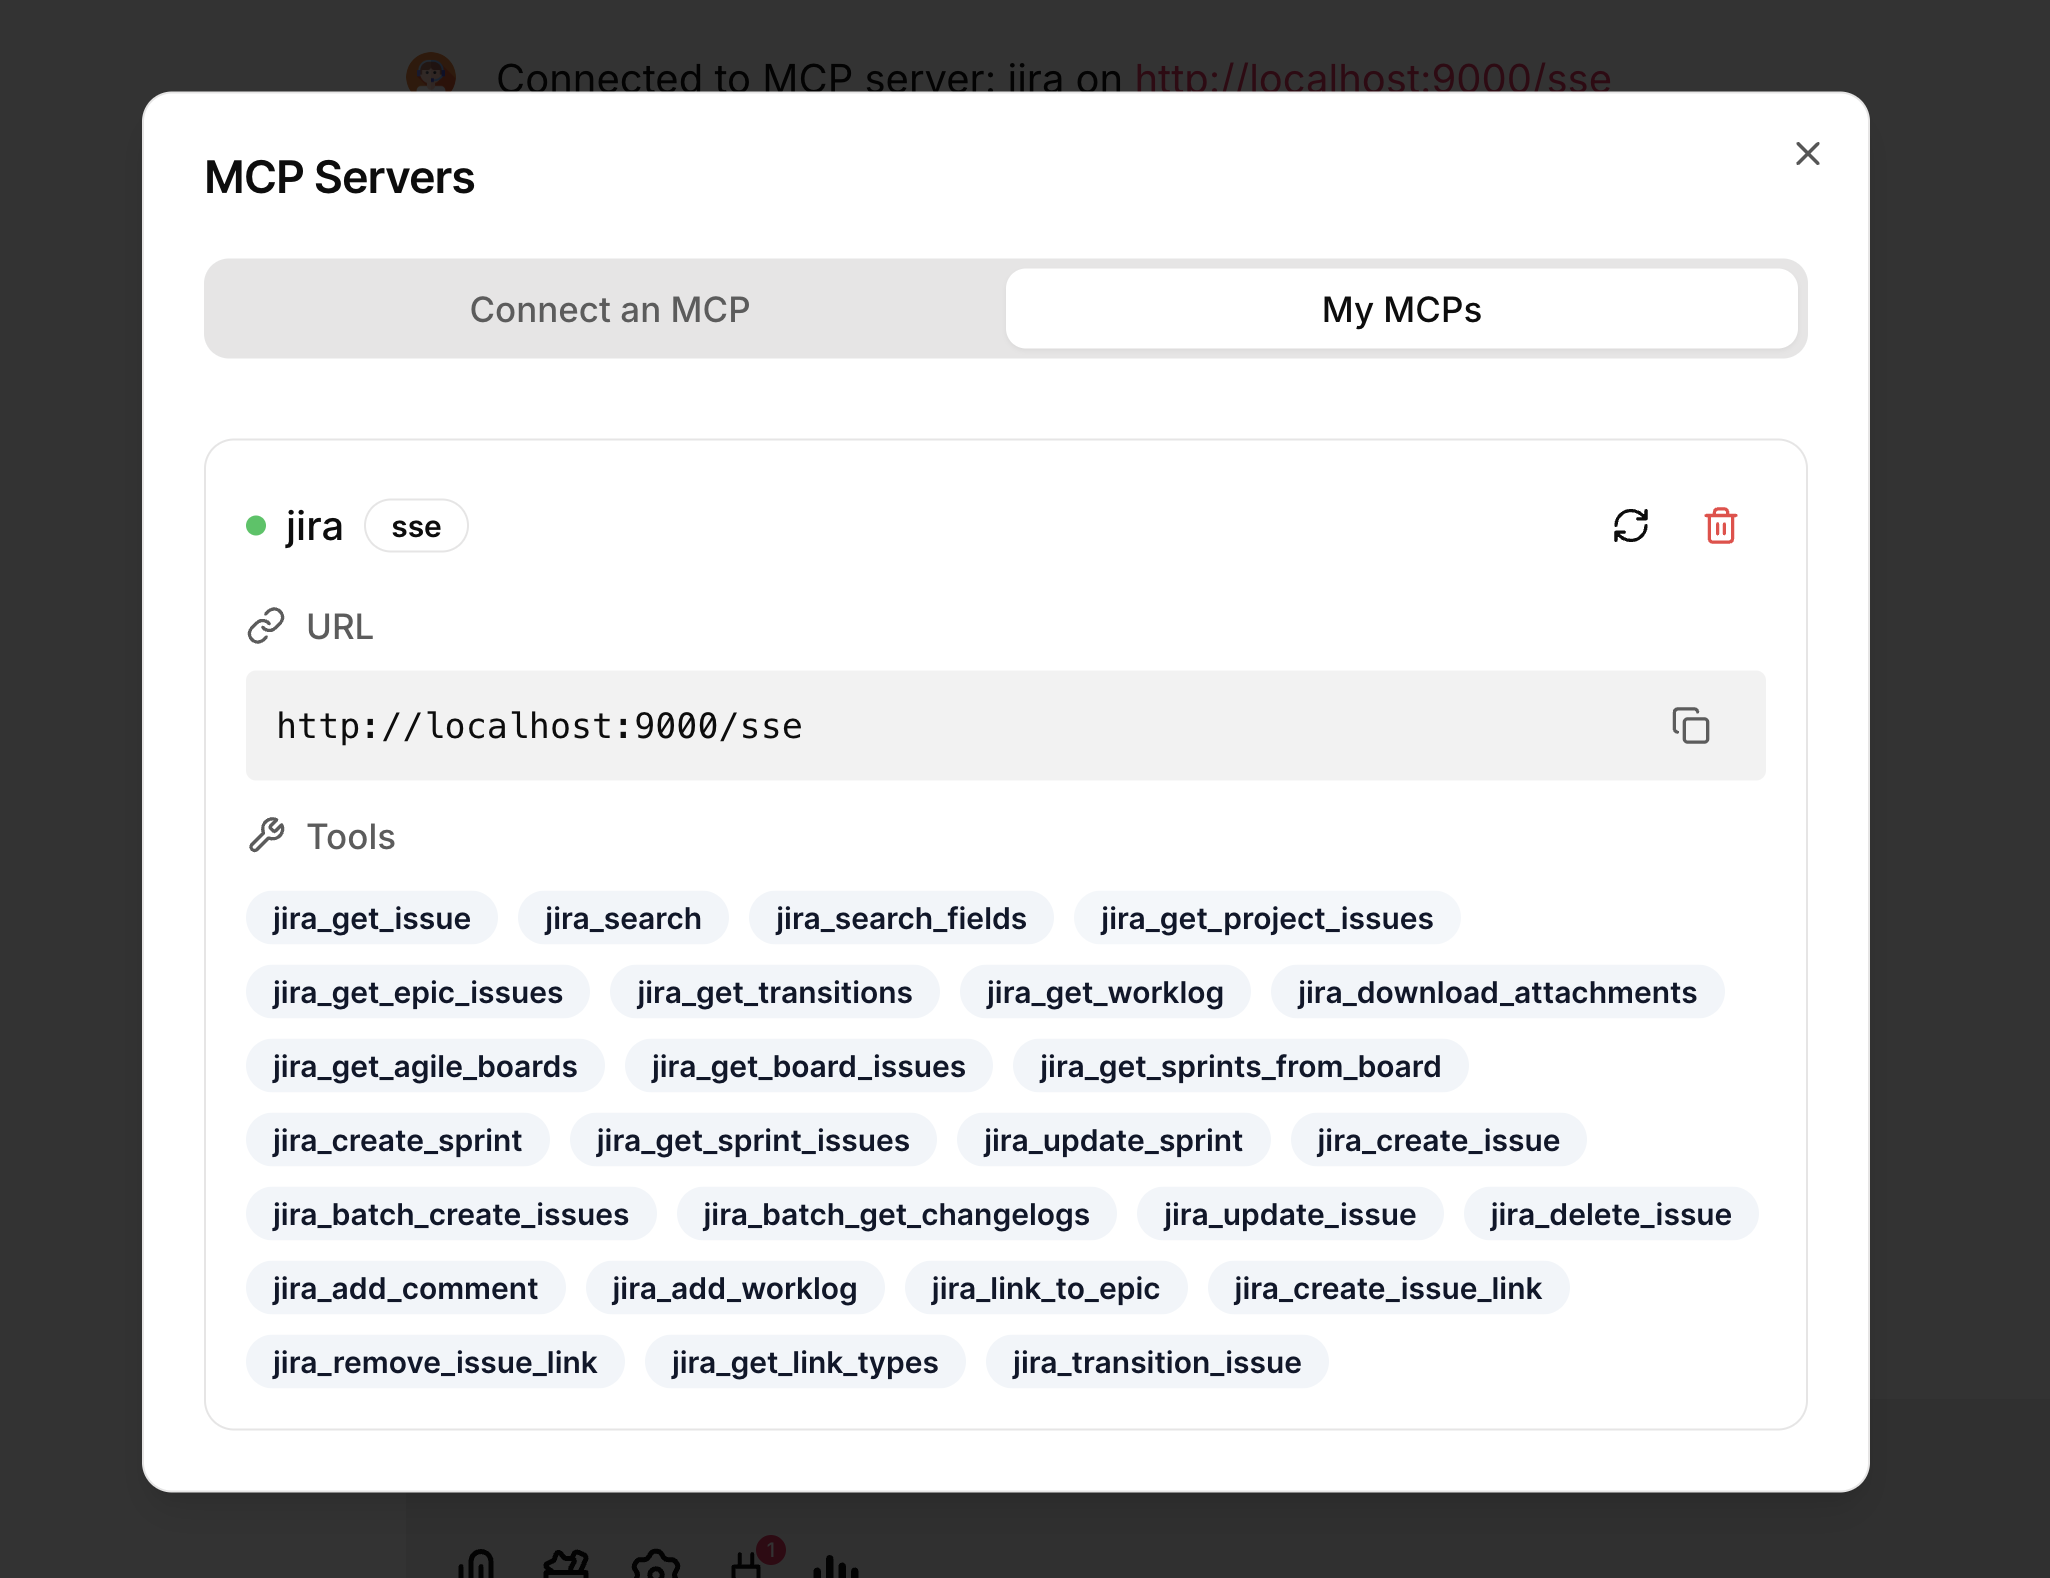 Connected to MCP server: jira on http://localhost:9000/sse
MCP Servers
Connect an MCP
My MCPs
jira
sse
URL
http://localhost:9000/sse
Tools
jira_get_issue jira_search jira_search_fields jira_get_project_issues
jira_get_epic_issues jira_get_transitions jira_get_worklog jira_download_attachments
jira_get_agile_boards jira_get_board_issues jira_get_sprints_from_board
jira_create_sprint jira_get_sprint_issues jira_update_sprint jira_create_issue
jira_batch_create_issues jira_batch_get_changelogs jira_update_issue jira_delete_issue
jira_add_comment jira_add_worklog jira_link_to_epic jira_create_issue_link
jira_remove_issue_link jira_get_link_types jira_transition_issue
1